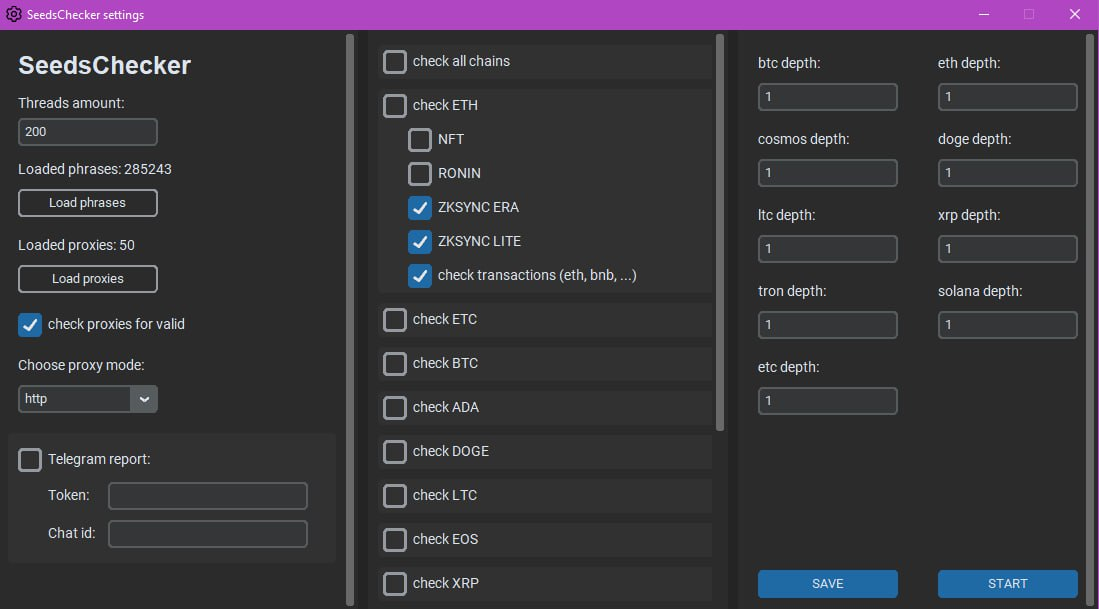 SeedsChecker settings
SeedsChecker
Threads amount:
200
Loaded phrases: 285243
Load phrases
Loaded proxies: 50
Load proxies
check proxies for valid
Choose proxy mode:
http
Telegram report:
Token:
Chat id:
check all chains
check ETH
NFT
RONIN
ZKSYNC ERA
ZKSYNC LITE
check transactions (eth, bnb, ...)
check ETC
check BTC
check ADA
check DOGE
check LTC
check EOS
check XRP
btc depth: eth depth:
1 1
cosmos depth: doge depth:
1 1
ltc depth: xrp depth:
1 1
tron depth: solana depth:
1 1
etc depth:
1
SAVE START